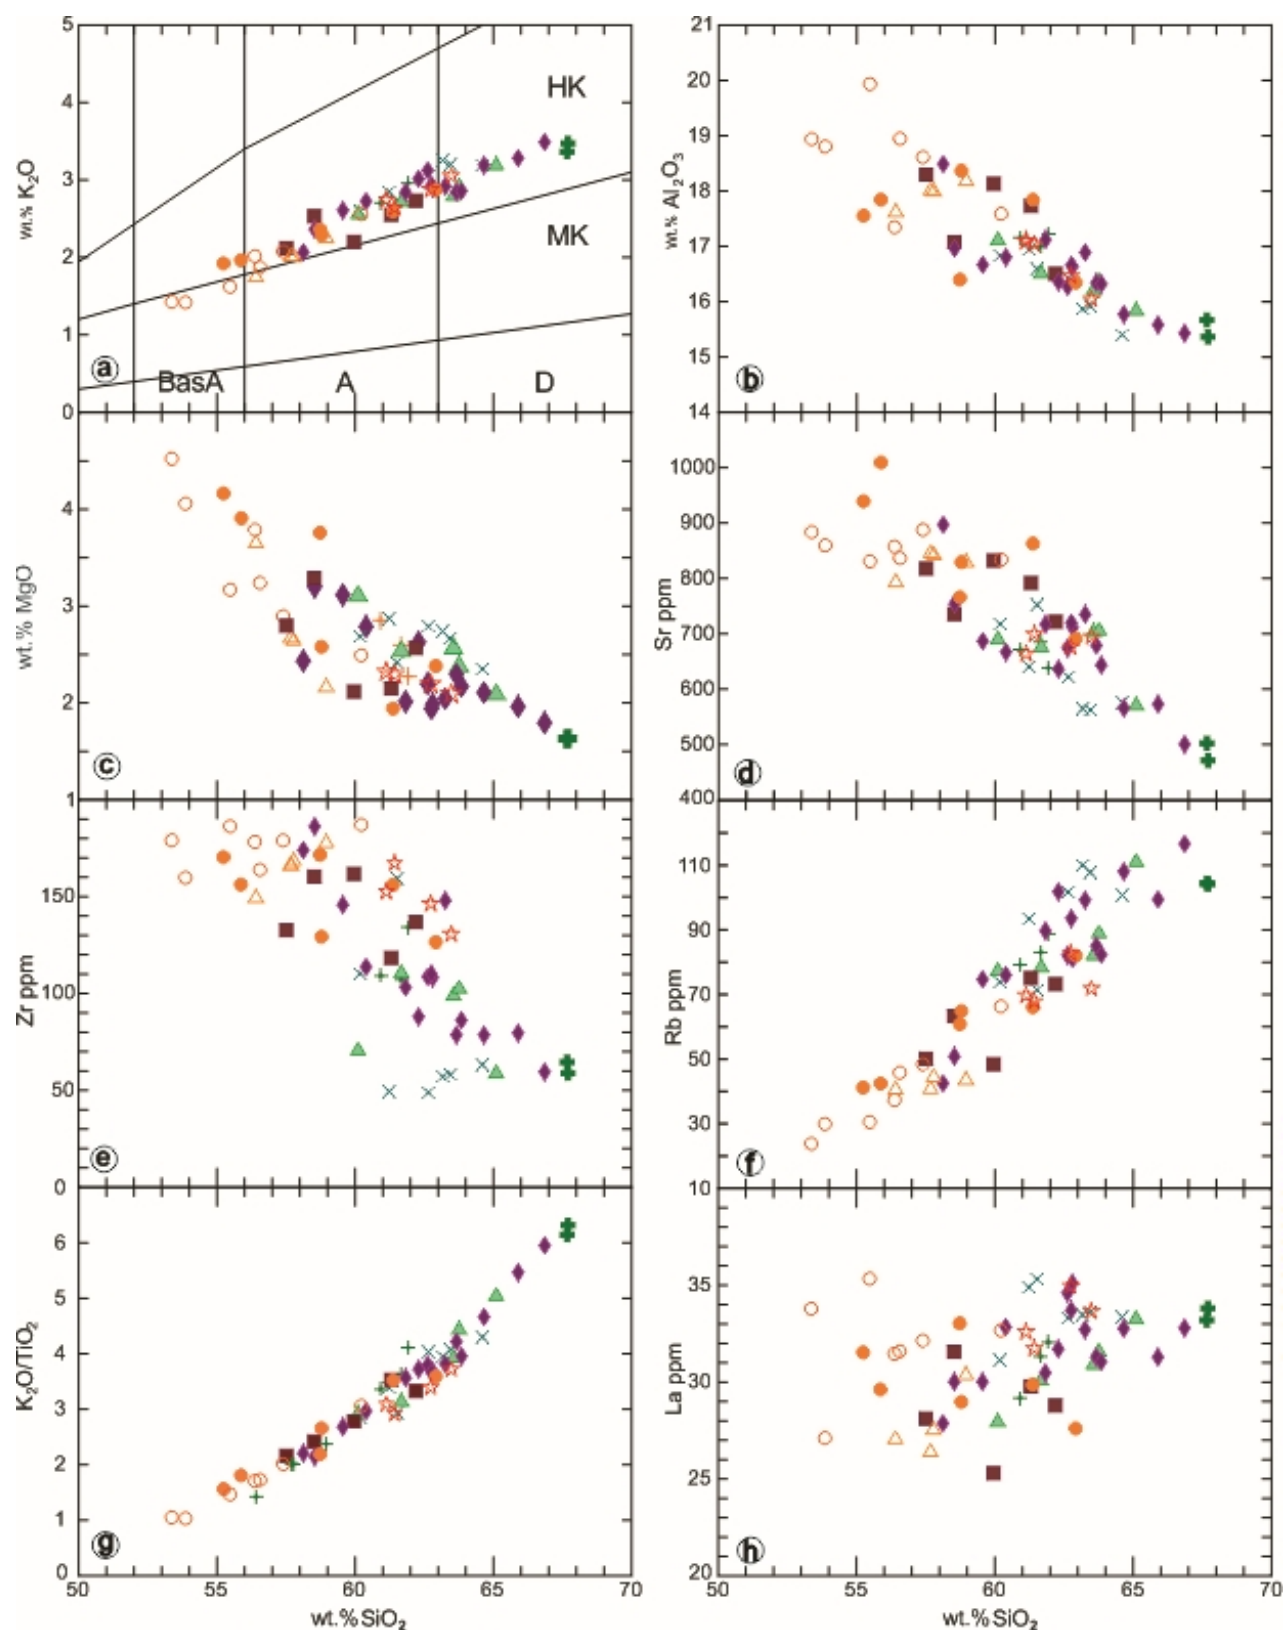 5
4
3
2
1
0
wt.% K₂O
HK
MK
BasA
A
D
a
21
20
19
18
17
16
15
14
wt.% Al₂O₃
b
4
3
2
1
wt.% MgO
c
1000
900
800
700
600
500
400
Sr ppm
d
150
100
50
0
Zr ppm
e
110
90
70
50
30
10
Rb ppm
f
6
5
4
3
2
1
0
K₂O/TiO₂
g
50 55 60 65 70
wt.% SiO₂
35
30
25
20
La ppm
h
50 55 60 65 70
wt.% SiO₂